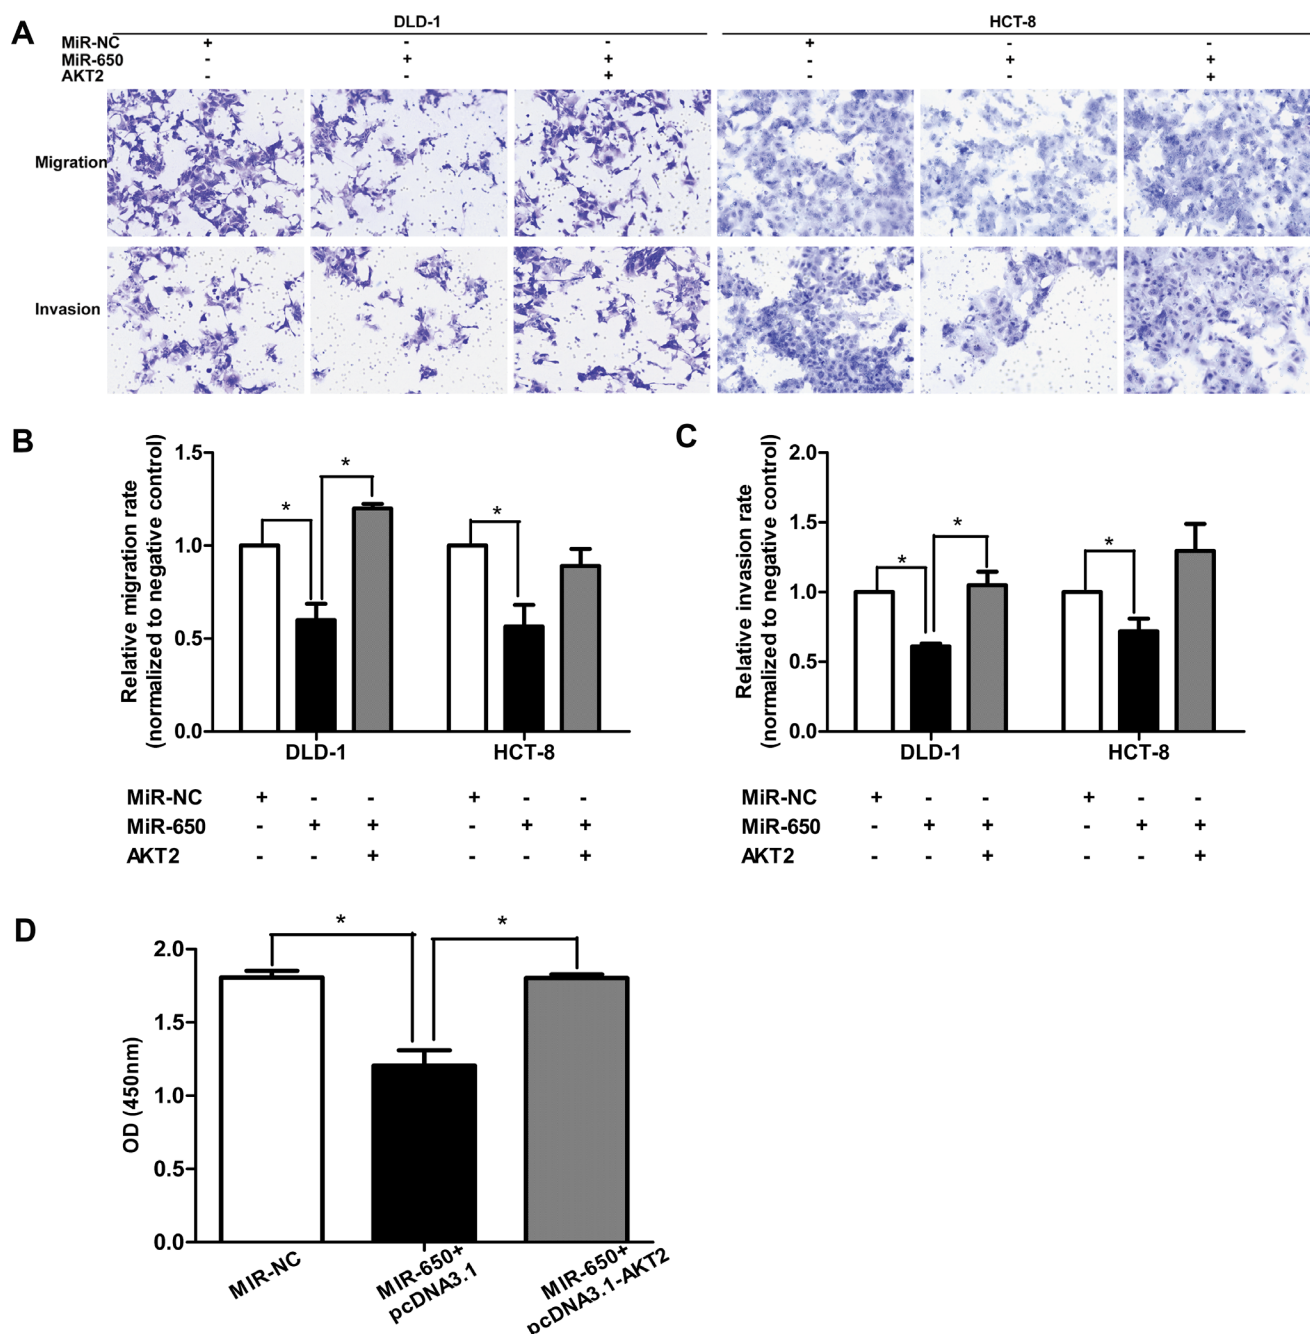 A
DLD-1
HCT-8
MiR-NC + - - + - -
MiR-650 - + + - + +
AKT2 - - + - - +
Migration
Invasion
B
Relative migration rate
(normalized to negative control)
1.5
1.0
0.5
0.0
*
*
*
DLD-1
HCT-8
MiR-NC + - - + - -
MiR-650 - + + - + +
AKT2 - - + - - +
C
Relative invasion rate
(normalized to negative control)
2.0
1.5
1.0
0.5
0.0
*
*
*
DLD-1
HCT-8
MiR-NC + - - + - -
MiR-650 - + + - + +
AKT2 - - + - - +
D
OD (450nm)
2.0
1.5
1.0
0.5
0.0
*
*
MIR-NC
MIR-650+
pcDNA3.1
MIR-650+
pcDNA3.1-AKT2